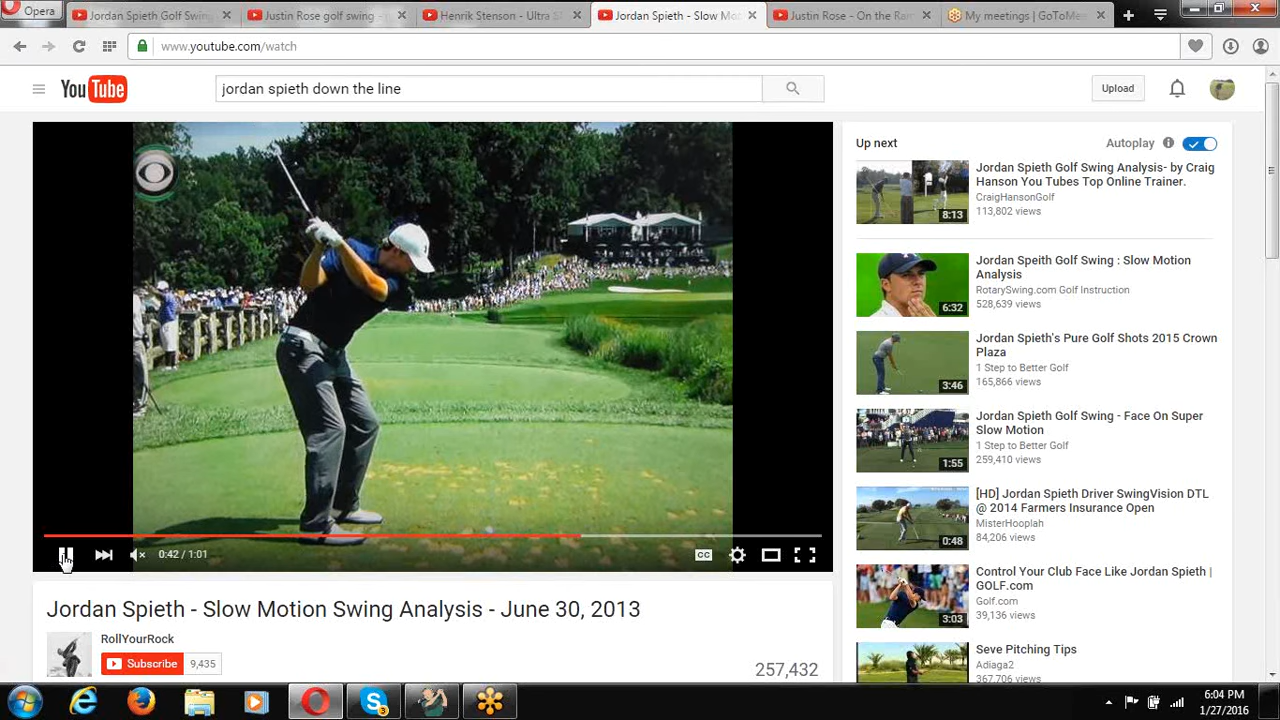 Opera
Jordan Spieth Golf Swing
Justin Rose golf swing -
Henrik Stenson - Ultra S
Jordan Spieth - Slow Mo
Justin Rose - On the Ra
My meetings | GoToMe
www.youtube.com/watch
YouTube
jordan spieth down the line
Upload
CBS
0:42 / 1:01
CC
Jordan Spieth - Slow Motion Swing Analysis - June 30, 2013
RollYourRock
Subscribe 9,435
257,432
Up next
Autoplay
Jordan Spieth Golf Swing Analysis- by Craig
Hanson You Tubes Top Online Trainer.
CraigHansonGolf
113,802 views
8:13
Jordan Speith Golf Swing : Slow Motion
Analysis
RotarySwing.com Golf Instruction
528,639 views
6:32
Jordan Spieth's Pure Golf Shots 2015 Crown
Plaza
1 Step to Better Golf
165,866 views
3:46
Jordan Spieth Golf Swing - Face On Super
Slow Motion
1 Step to Better Golf
259,410 views
1:55
[HD] Jordan Spieth Driver SwingVision DTL
@ 2014 Farmers Insurance Open
MisterHooplah
84,206 views
0:48
Control Your Club Face Like Jordan Spieth |
GOLF.com
Golf.com
39,136 views
3:03
Seve Pitching Tips
Adiaga2
367,706 views
3
6:04 PM
1/27/2016